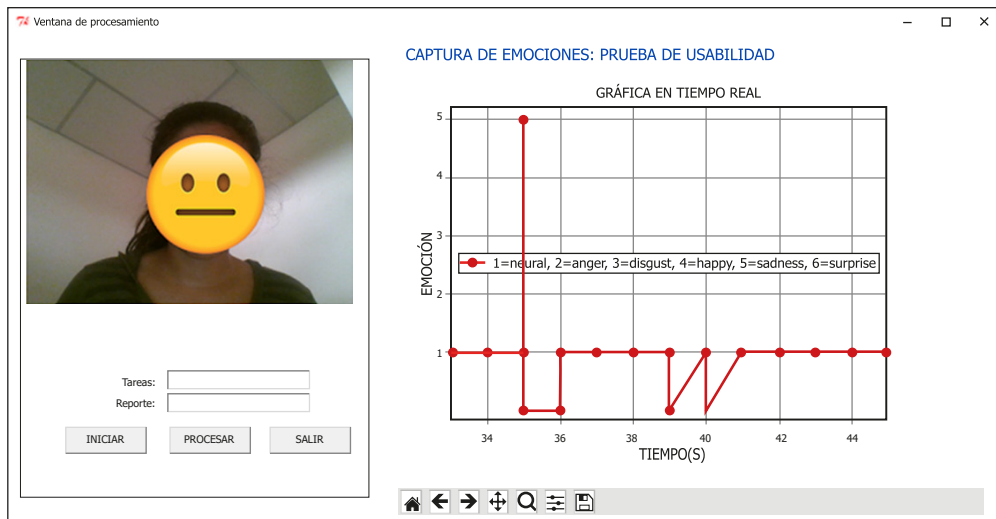 Ventana de procesamiento
CAPTURA DE EMOCIONES: PRUEBA DE USABILIDAD
GRÁFICA EN TIEMPO REAL
5
4
3
2
1
EMOCIÓN
1=neural, 2=anger, 3=disgust, 4=happy, 5=sadness, 6=surprise
34 36 38 40 42 44
TIEMPO(S)
Tareas:
Reporte:
INICIAR PROCESAR SALIR